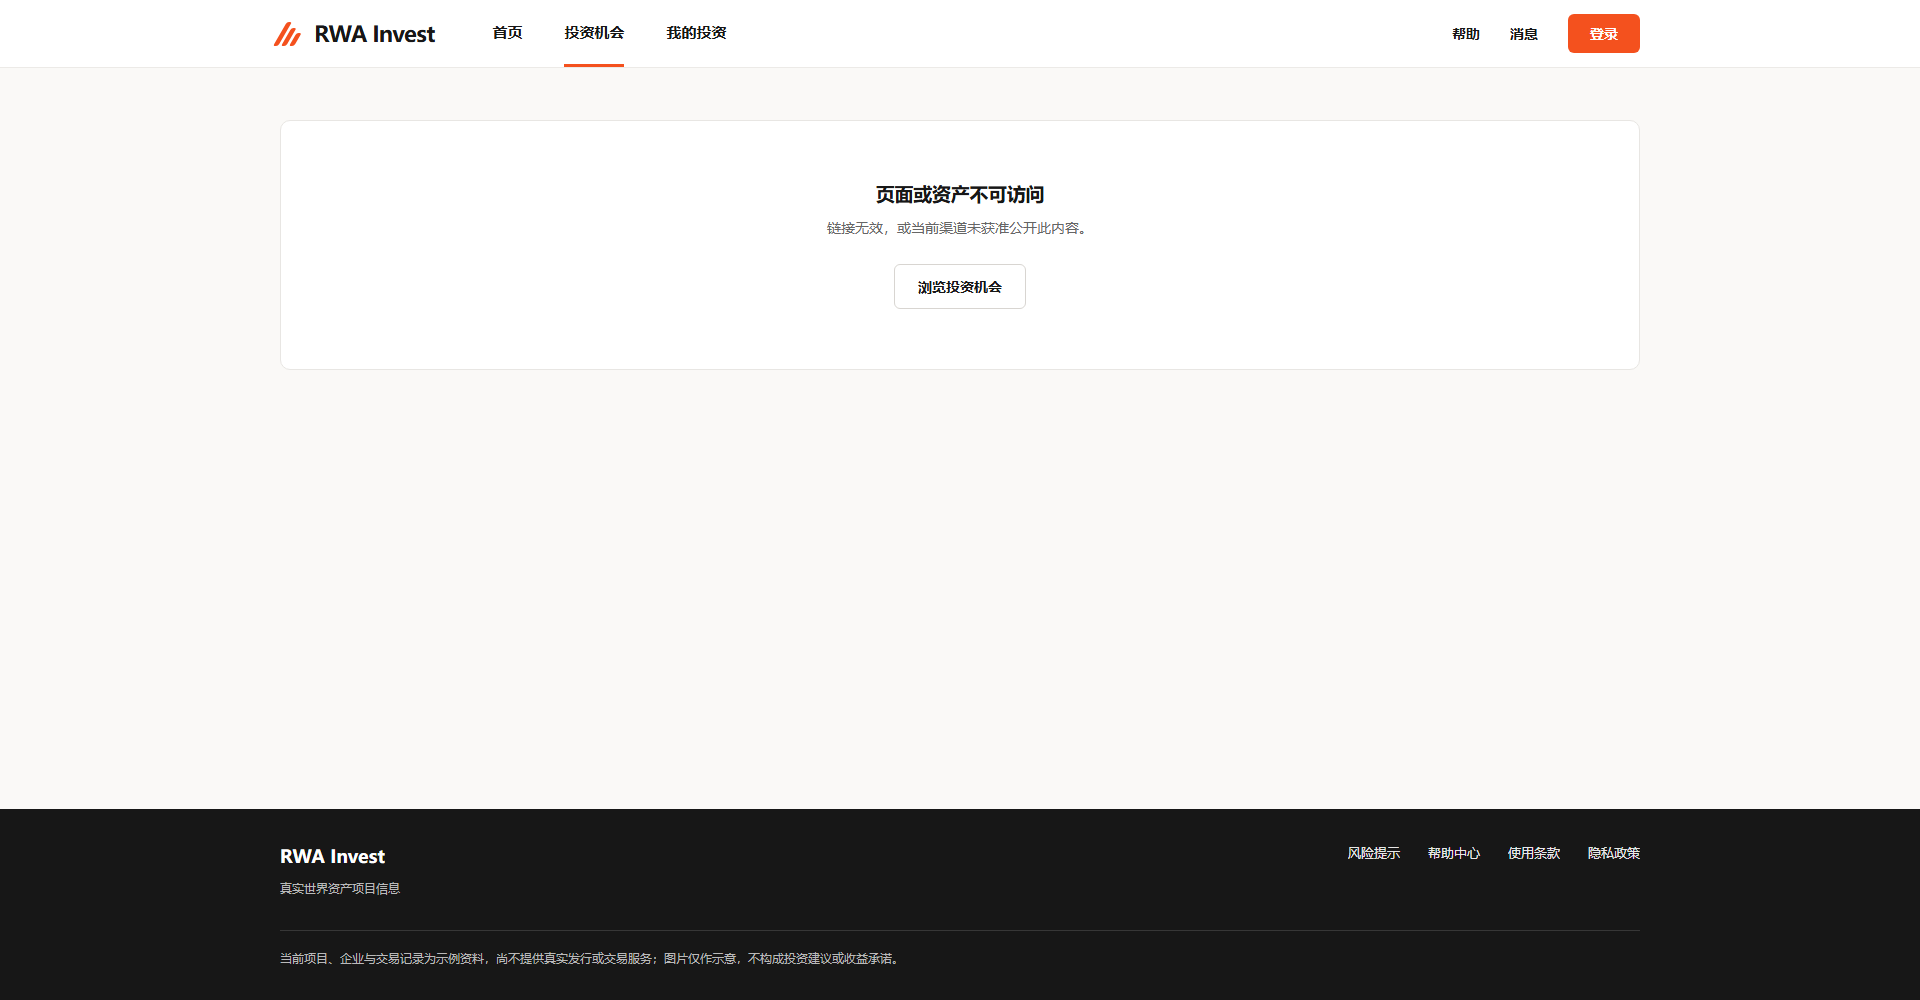 RWA Invest
首页
投资机会
我的投资
帮助
消息
登录
页面或资产不可访问
链接无效，或当前渠道未获准公开此内容。
浏览投资机会
RWA Invest
真实世界资产项目信息
风险提示
帮助中心
使用条款
隐私政策
当前项目、企业与交易记录为示例资料，尚不提供真实发行或交易服务；图片仅作示意，不构成投资建议或收益承诺。